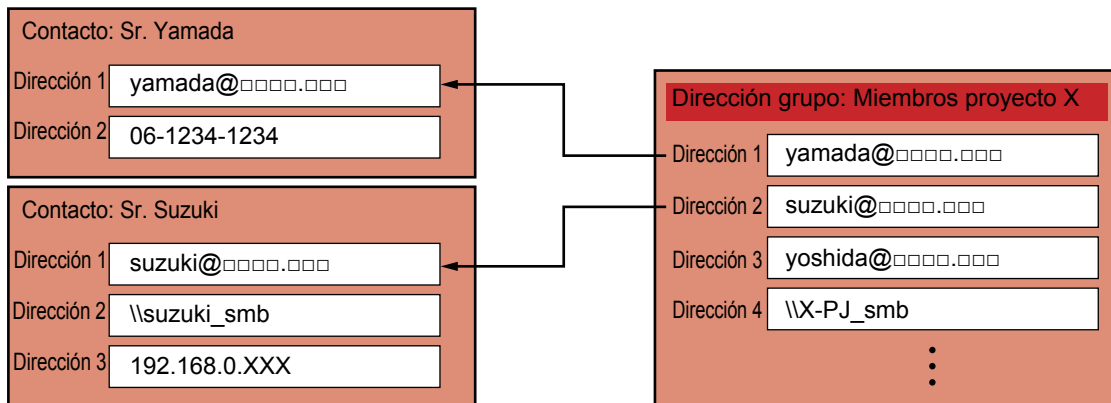 Contacto: Sr. Yamada
Dirección 1 yamada@□□□□.□□□
Dirección 2 06-1234-1234
Contacto: Sr. Suzuki
Dirección 1 suzuki@□□□□.□□□
Dirección 2 \\suzuki_smb
Dirección 3 192.168.0.XXX
Dirección grupo: Miembros proyecto X
Dirección 1 yamada@□□□□.□□□
Dirección 2 suzuki@□□□□.□□□
Dirección 3 yoshida@□□□□.□□□
Dirección 4 \\X-PJ_smb